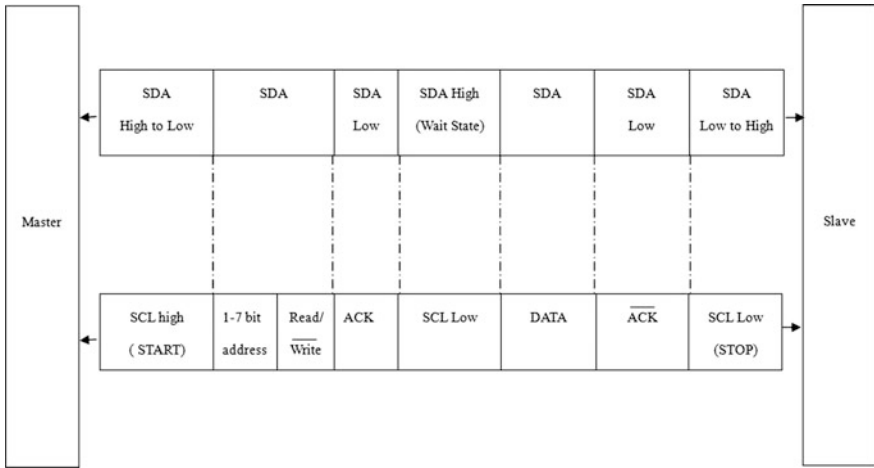 SDA SDA SDA SDA High SDA SDA SDA
High to Low Low (Wait State) Low Low to High
Master Slave
SCL high 1-7 bit Read/ ACK SCL Low DATA ACK SCL Low
( START) address Write (STOP)